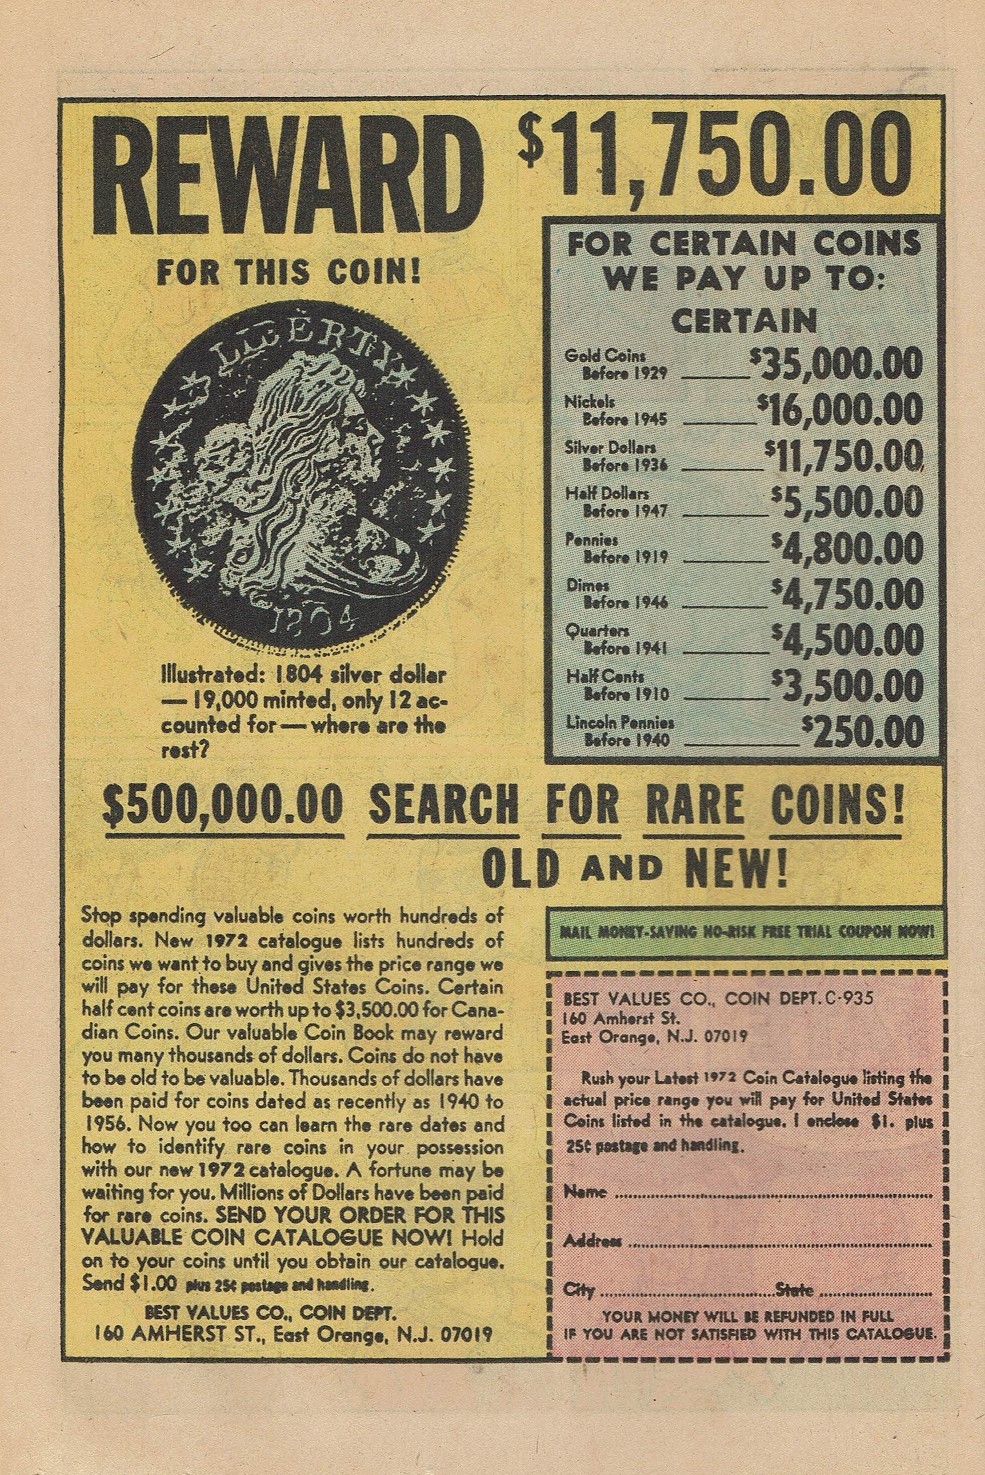 REWARD $11,750.00
FOR THIS COIN!
LIBERTY
1804
Illustrated: 1804 silver dollar
— 19,000 minted, only 12 ac-
counted for — where are the
rest?
FOR CERTAIN COINS
WE PAY UP TO:
CERTAIN
Gold Coins
Before 1929 $35,000.00
Nickels
Before 1945 $16,000.00
Silver Dollars
Before 1936 $11,750.00
Half Dollars
Before 1947 $5,500.00
Pennies
Before 1919 $4,800.00
Dimes
Before 1946 $4,750.00
Quarters
Before 1941 $4,500.00
Half Cents
Before 1910 $3,500.00
Lincoln Pennies
Before 1940 $250.00
$500,000.00 SEARCH FOR RARE COINS!
OLD AND NEW!
Stop spending valuable coins worth hundreds of
dollars. New 1972 catalogue lists hundreds of
coins we want to buy and gives the price range we
will pay for these United States Coins. Certain
half cent coins are worth up to $3,500.00 for Cana-
dian Coins. Our valuable Coin Book may reward
you many thousands of dollars. Coins do not have
to be old to be valuable. Thousands of dollars have
been paid for coins dated as recently as 1940 to
1956. Now you too can learn the rare dates and
how to identify rare coins in your possession
with our new 1972 catalogue. A fortune may be
waiting for you. Millions of Dollars have been paid
for rare coins. SEND YOUR ORDER FOR THIS
VALUABLE COIN CATALOGUE NOW! Hold
on to your coins until you obtain our catalogue.
Send $1.00 plus 25¢ postage and handling.
BEST VALUES CO., COIN DEPT.
160 AMHERST ST., East Orange, N.J. 07019
MAIL MONEY-SAVING NO-RISK FREE TRIAL COUPON NOW!
BEST VALUES CO., COIN DEPT. C-935
160 Amherst St.
East Orange, N.J. 07019
Rush your Latest 1972 Coin Catalogue listing the
actual price range you will pay for United States
Coins listed in the catalogue. I enclose $1. plus
25¢ postage and handling.
Name
Address
City State
YOUR MONEY WILL BE REFUNDED IN FULL
IF YOU ARE NOT SATISFIED WITH THIS CATALOGUE.